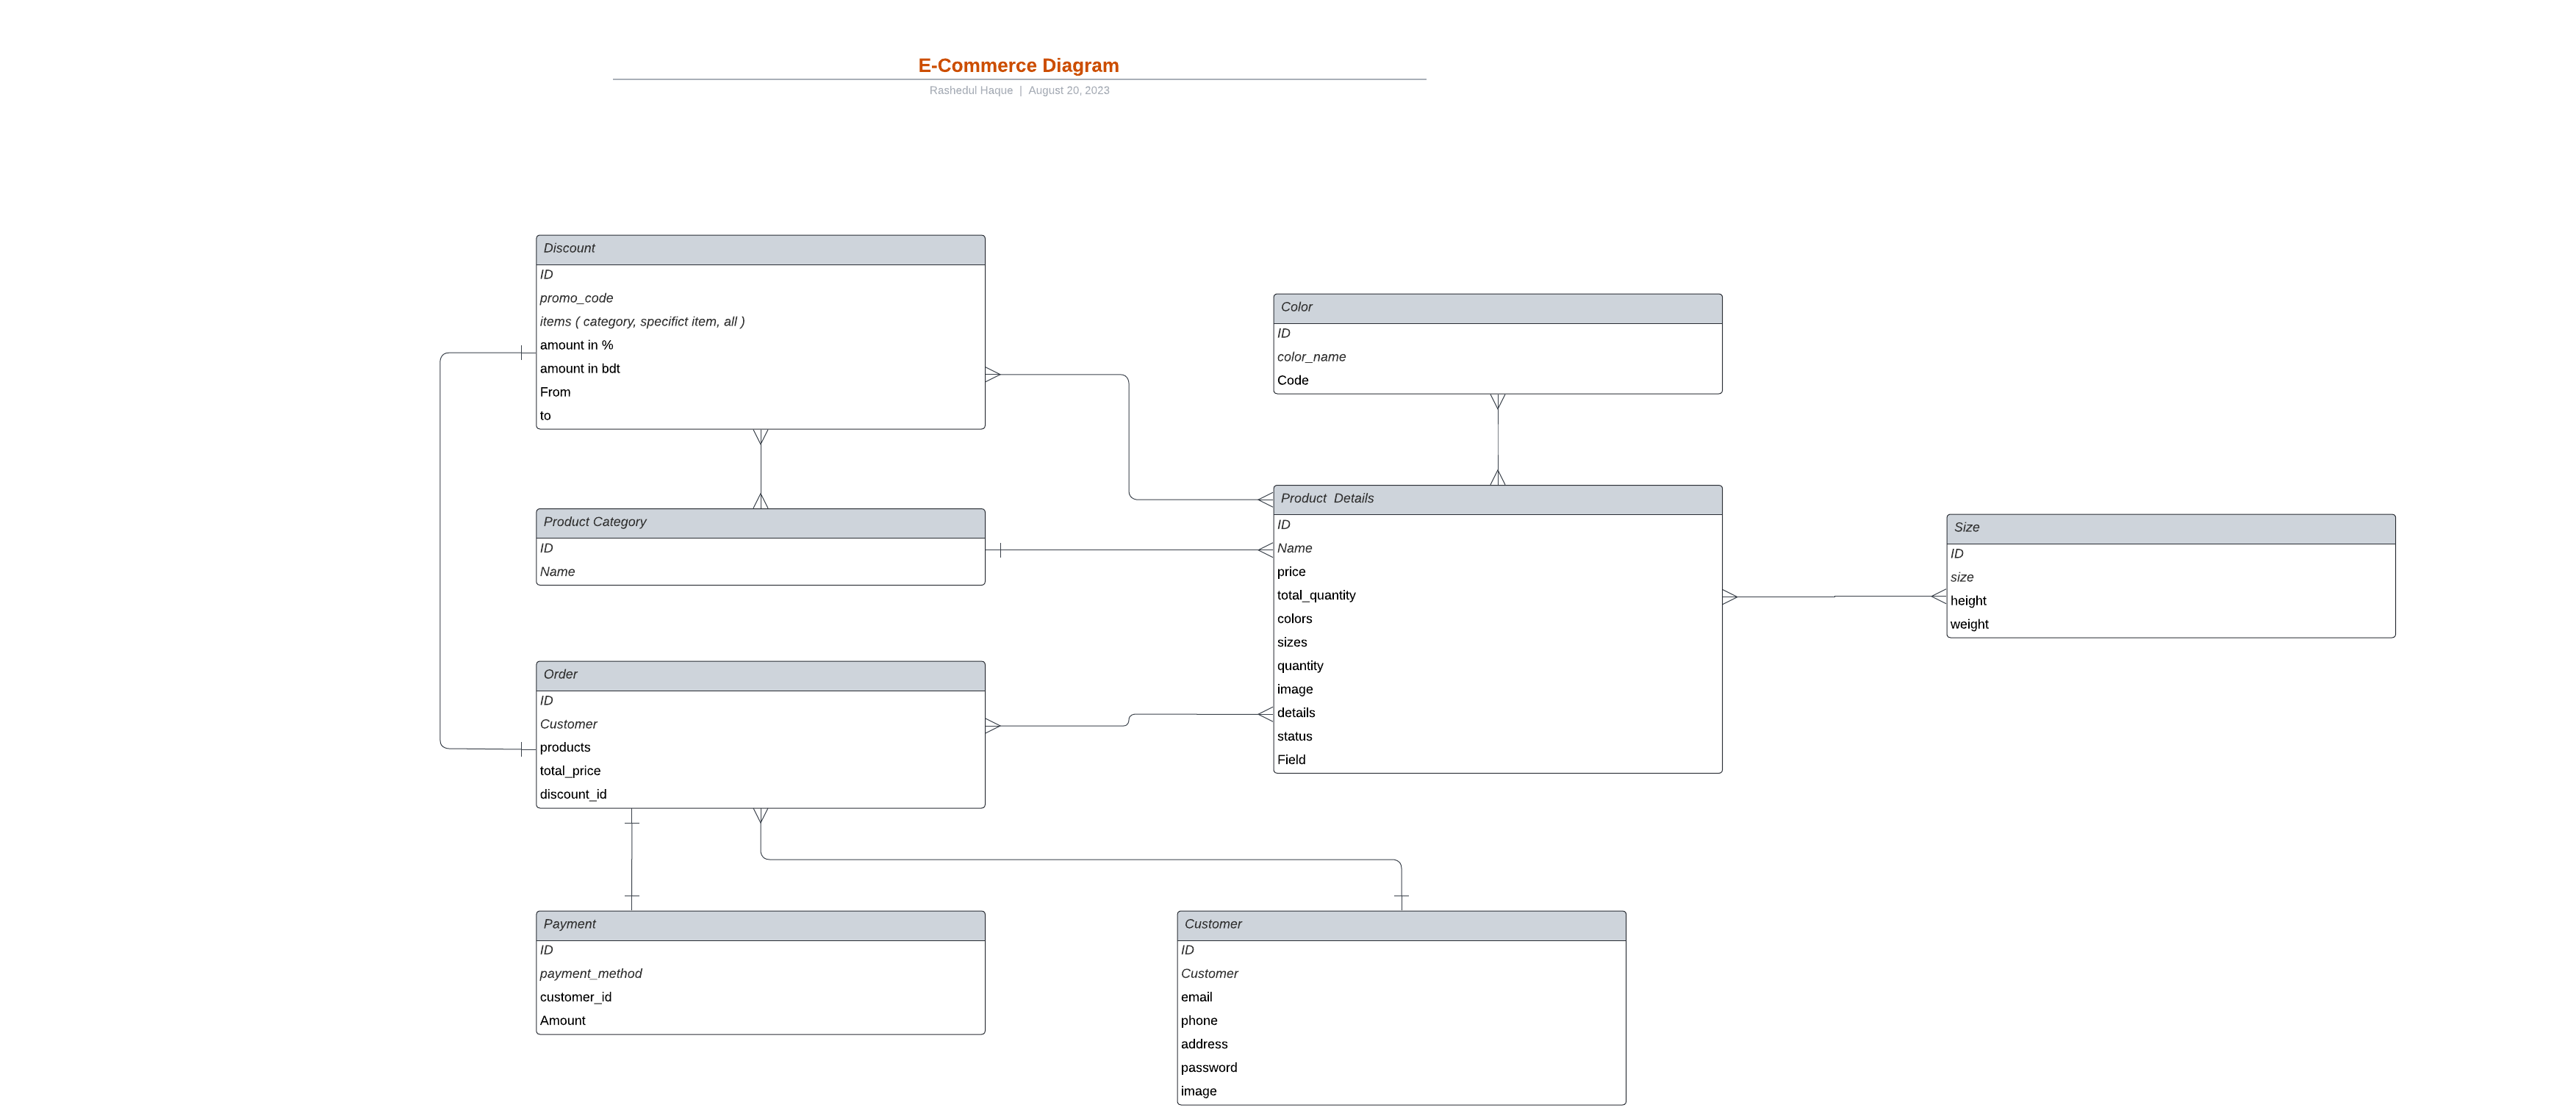 E-Commerce Diagram
Rashedul Haque | August 20, 2023
Discount
ID
promo_code
items ( category, specifict item, all )
amount in %
amount in bdt
From
to
Color
ID
color_name
Code
Product Category
ID
Name
Product Details
ID
Name
price
total_quantity
colors
sizes
quantity
image
details
status
Field
Size
ID
size
height
weight
Order
ID
Customer
products
total_price
discount_id
Payment
ID
payment_method
customer_id
Amount
Customer
ID
Customer
email
phone
address
password
image